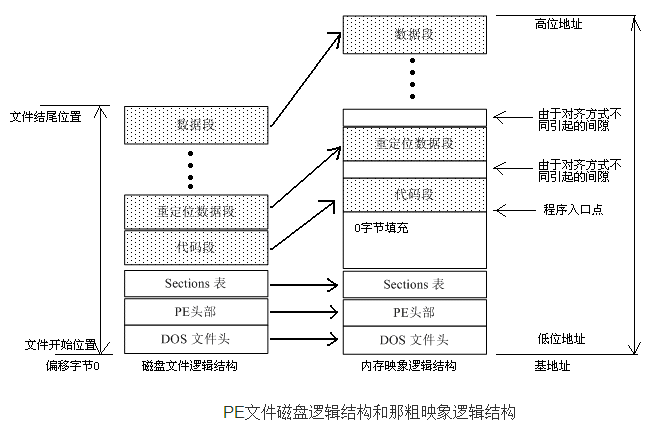 高位地址
数据段
文件结尾位置
数据段
由于对齐方式不
同引起的间隙
重定位数据段
由于对齐方式不
同引起的间隙
代码段
重定位数据段
程序入口点
0字节填充
代码段
Sections 表
Sections 表
PE头部
PE头部
文件开始位置
DOS 文件头
DOS 文件头
低位地址
偏移字节0
磁盘文件逻辑结构
内存映象逻辑结构
基地址
PE文件磁盘逻辑结构和那粗映象逻辑结构